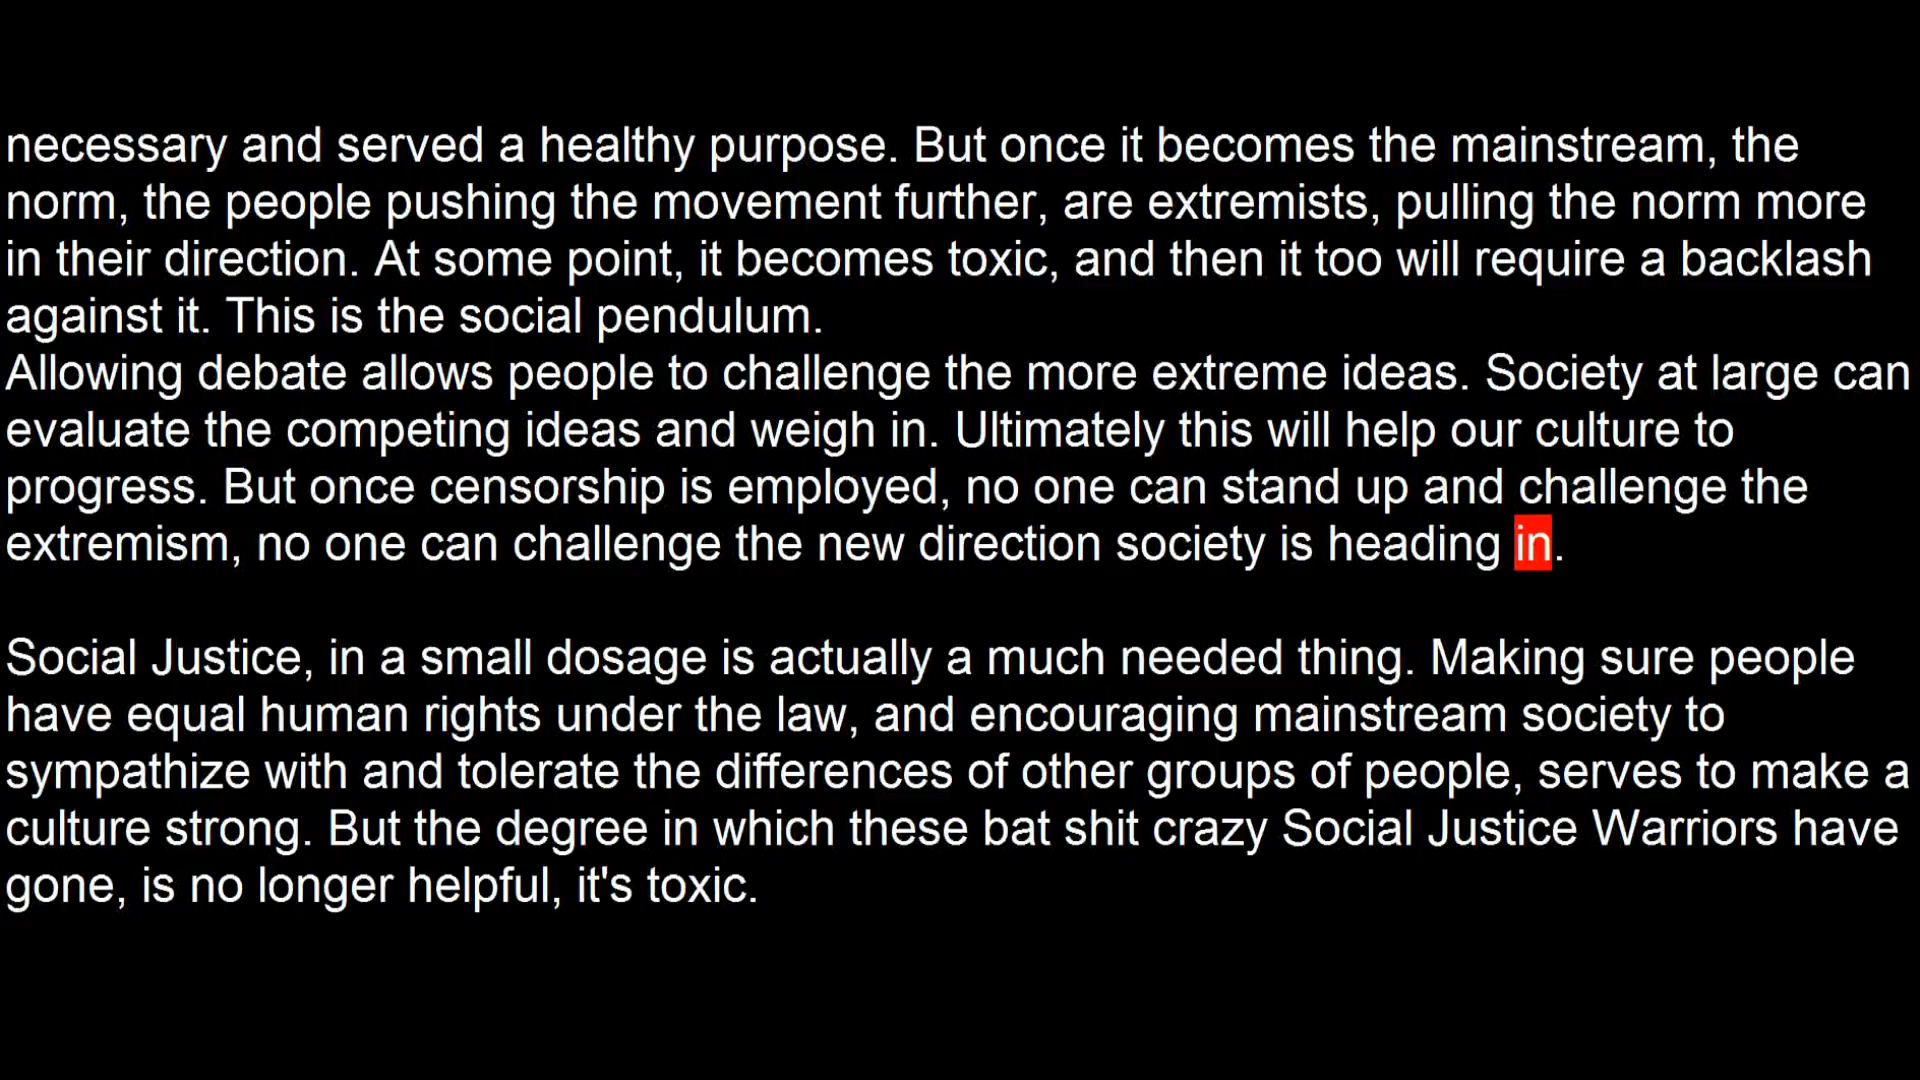 necessary and served a healthy purpose. But once it becomes the mainstream, the
norm, the people pushing the movement further, are extremists, pulling the norm more
in their direction. At some point, it becomes toxic, and then it too will require a backlash
against it. This is the social pendulum.
Allowing debate allows people to challenge the more extreme ideas. Society at large can
evaluate the competing ideas and weigh in. Ultimately this will help our culture to
progress. But once censorship is employed, no one can stand up and challenge the
extremism, no one can challenge the new direction society is heading in.
Social Justice, in a small dosage is actually a much needed thing. Making sure people
have equal human rights under the law, and encouraging mainstream society to
sympathize with and tolerate the differences of other groups of people, serves to make a
culture strong. But the degree in which these bat shit crazy Social Justice Warriors have
gone, is no longer helpful, it's toxic.